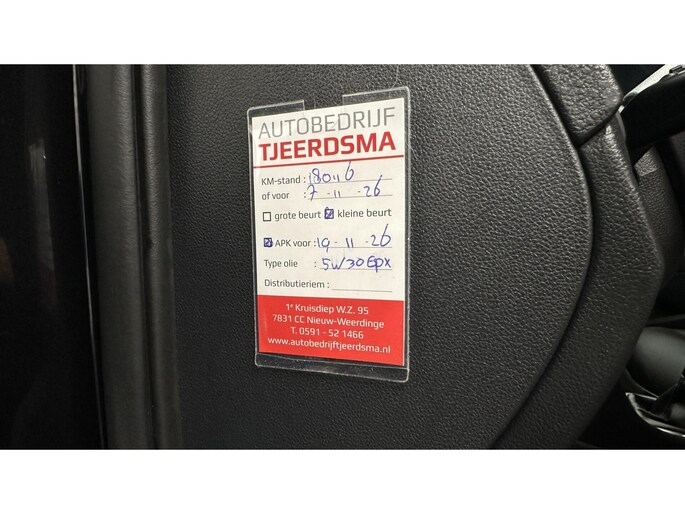 AUTOBEDRIJF
TJEERDSMA
KM-stand : 180116
of voor : 7 - 11 - 26
grote beurt kleine beurt
APK voor : 19 - 11 - 26
Type olie : 5W30 Epx
Distributieriem :
1e Kruisdiep W.Z. 95
7831 CC Nieuw-Weerdinge
T. 0591 - 52 1466
www.autobedrijftjeerdsma.nl